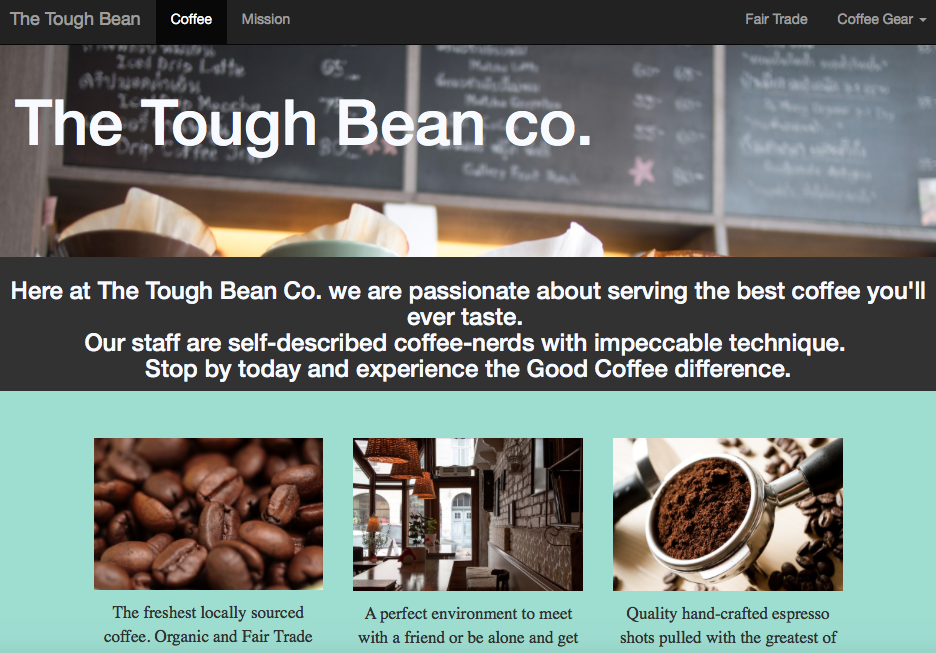 The Tough Bean Coffee Mission Fair Trade Coffee Gear
Iced Drip Latte 65
The Tough Bean co.
Here at The Tough Bean Co. we are passionate about serving the best coffee you'll
ever taste.
Our staff are self-described coffee-nerds with impeccable technique.
Stop by today and experience the Good Coffee difference.
The freshest locally sourced
coffee. Organic and Fair Trade
A perfect environment to meet
with a friend or be alone and get
Quality hand-crafted espresso
shots pulled with the greatest of